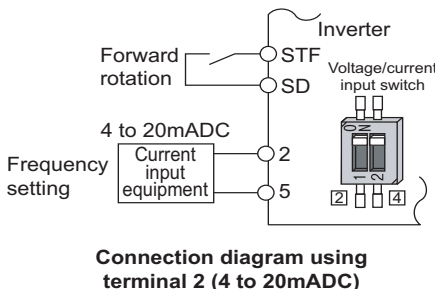 Inverter
Forward
rotation
STF
SD
Voltage/current
input switch
4 to 20mADC
Frequency
setting
Current
input
equipment
2
5
ON
1 2
2 4
Connection diagram using
terminal 2 (4 to 20mADC)